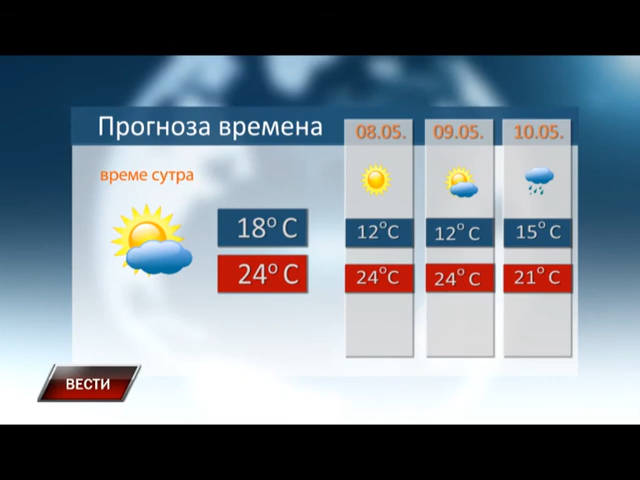 Прогноза времена
време сутра
18° C
24° C
08.05.
09.05.
10.05.
12°C
12°C
15°C
24°C
24°C
21°C
ВЕСТИ